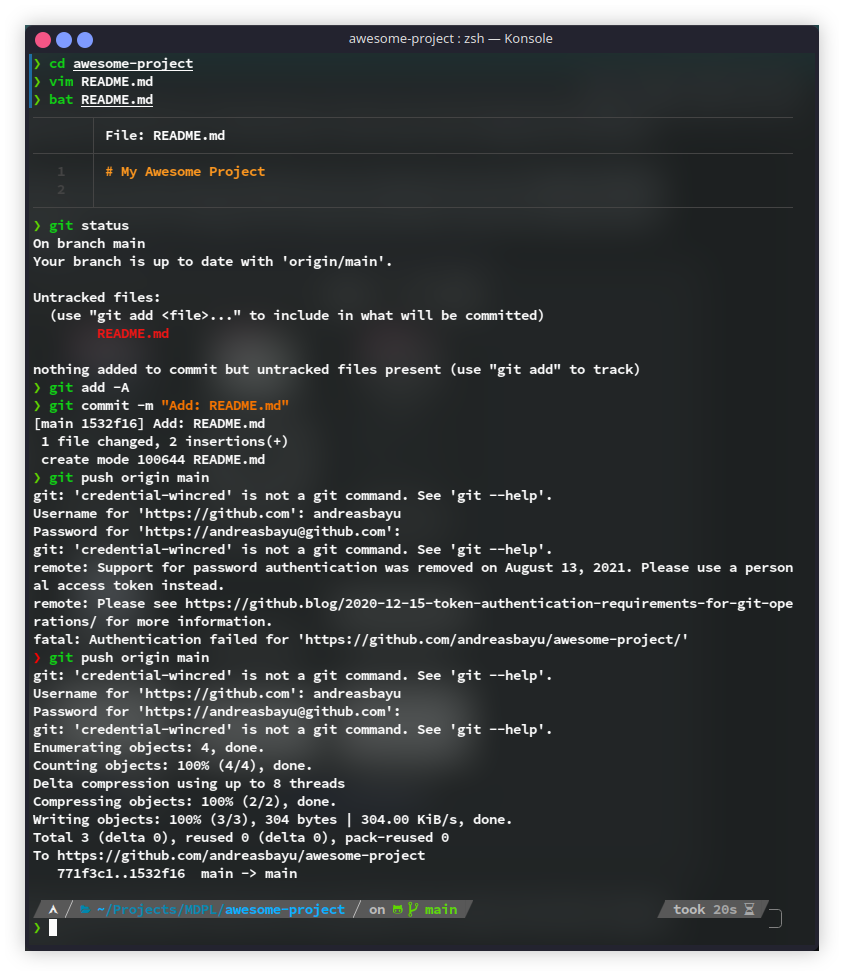 awesome-project : zsh — Konsole
❯ cd awesome-project
❯ vim README.md
❯ bat README.md
File: README.md
1 # My Awesome Project
2
❯ git status
On branch main
Your branch is up to date with 'origin/main'.
Untracked files:
(use "git add <file>..." to include in what will be committed)
README.md
nothing added to commit but untracked files present (use "git add" to track)
❯ git add -A
❯ git commit -m "Add: README.md"
[main 1532f16] Add: README.md
1 file changed, 2 insertions(+)
create mode 100644 README.md
❯ git push origin main
git: 'credential-wincred' is not a git command. See 'git --help'.
Username for 'https://github.com': andreasbayu
Password for 'https://andreasbayu@github.com':
git: 'credential-wincred' is not a git command. See 'git --help'.
remote: Support for password authentication was removed on August 13, 2021. Please use a person
al access token instead.
remote: Please see https://github.blog/2020-12-15-token-authentication-requirements-for-git-ope
rations/ for more information.
fatal: Authentication failed for 'https://github.com/andreasbayu/awesome-project/'
❯ git push origin main
git: 'credential-wincred' is not a git command. See 'git --help'.
Username for 'https://github.com': andreasbayu
Password for 'https://andreasbayu@github.com':
git: 'credential-wincred' is not a git command. See 'git --help'.
Enumerating objects: 4, done.
Counting objects: 100% (4/4), done.
Delta compression using up to 8 threads
Compressing objects: 100% (2/2), done.
Writing objects: 100% (3/3), 304 bytes | 304.00 KiB/s, done.
Total 3 (delta 0), reused 0 (delta 0), pack-reused 0
To https://github.com/andreasbayu/awesome-project
771f3c1..1532f16  main -> main
~/Projects/MDPL/awesome-project on main took 20s
❯